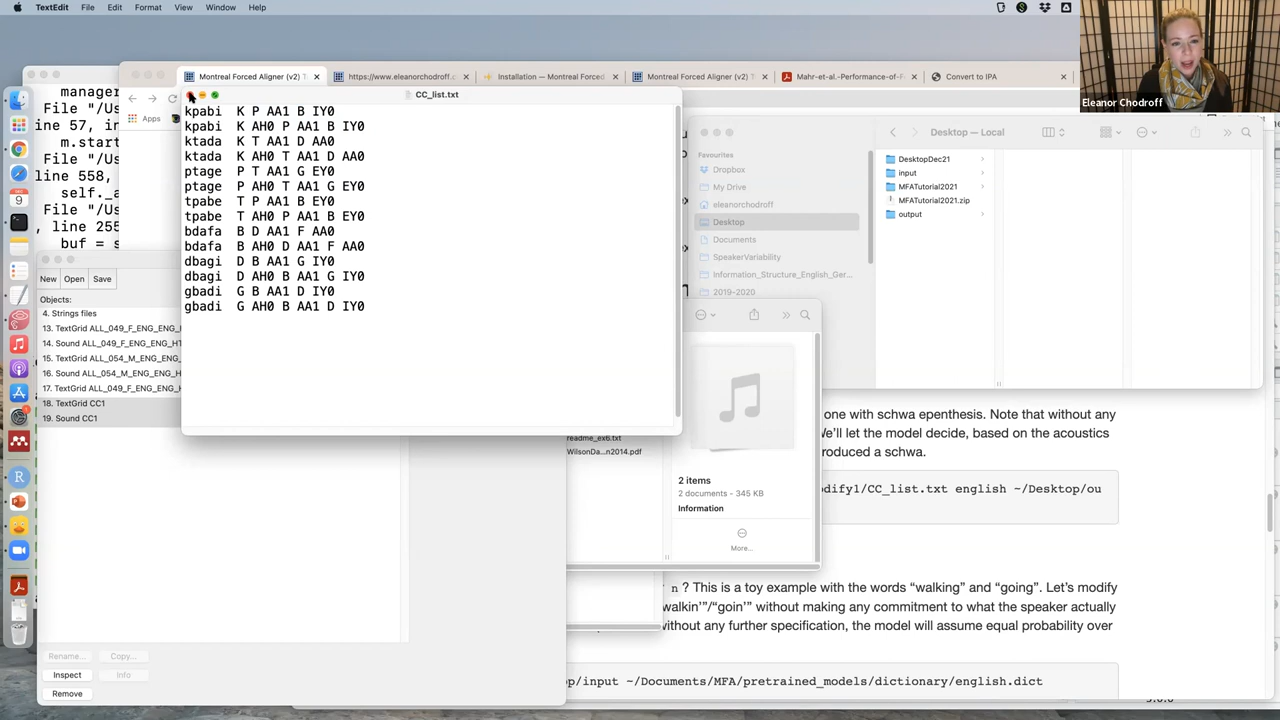 TextEdit File Edit Format View Window Help
Montreal Forced Aligner (v2) T
https://www.eleanorchodroff.co
Installation — Montreal Forced
Montreal Forced Aligner (v2) T
Mahr-et-al.-Performance-of-F
Convert to IPA
Eleanor Chodroff
manager
File "/Us
ine 57, in
m.start
File "/Us
line 558,
self._a
File "/Us
, line 255
buf = s
Apps
CC_list.txt
kpabi K P AA1 B IY0
kpabi K AH0 P AA1 B IY0
ktada K T AA1 D AA0
ktada K AH0 T AA1 D AA0
ptage P T AA1 G EY0
ptage P AH0 T AA1 G EY0
tpabe T P AA1 B EY0
tpabe T AH0 P AA1 B EY0
bdafa B D AA1 F AA0
bdafa B AH0 D AA1 F AA0
dbagi D B AA1 G IY0
dbagi D AH0 B AA1 G IY0
gbadi G B AA1 D IY0
gbadi G AH0 B AA1 D IY0
Desktop — Local
Favourites
Dropbox
My Drive
eleanorchodroff
Desktop
Documents
SpeakerVariability
Information_Structure_English_Ger...
2019-2020
DesktopDec21
input
MFATutorial2021
MFATutorial2021.zip
output
DEC
9
New Open Save
Objects:
4. Strings files
13. TextGrid ALL_049_F_ENG_ENG_H
14. Sound ALL_049_F_ENG_ENG_HT
15. TextGrid ALL_054_M_ENG_ENG_
16. Sound ALL_054_M_ENG_ENG_HT
17. TextGrid ALL_049_F_ENG_ENG_H
18. TextGrid CC1
19. Sound CC1
Rename... Copy...
Inspect Info
Remove
readme_ex6.txt
WilsonDa...n2014.pdf
2 items
2 documents - 345 KB
Information
More...
one with schwa epenthesis. Note that without any
We'll let the model decide, based on the acoustics
roduced a schwa.
odify1/CC_list.txt english ~/Desktop/ou
n ? This is a toy example with the words “walking” and “going”. Let’s modify
“walkin’”/“goin’” without making any commitment to what the speaker actually
without any further specification, the model will assume equal probability over
op/input ~/Documents/MFA/pretrained_models/dictionary/english.dict